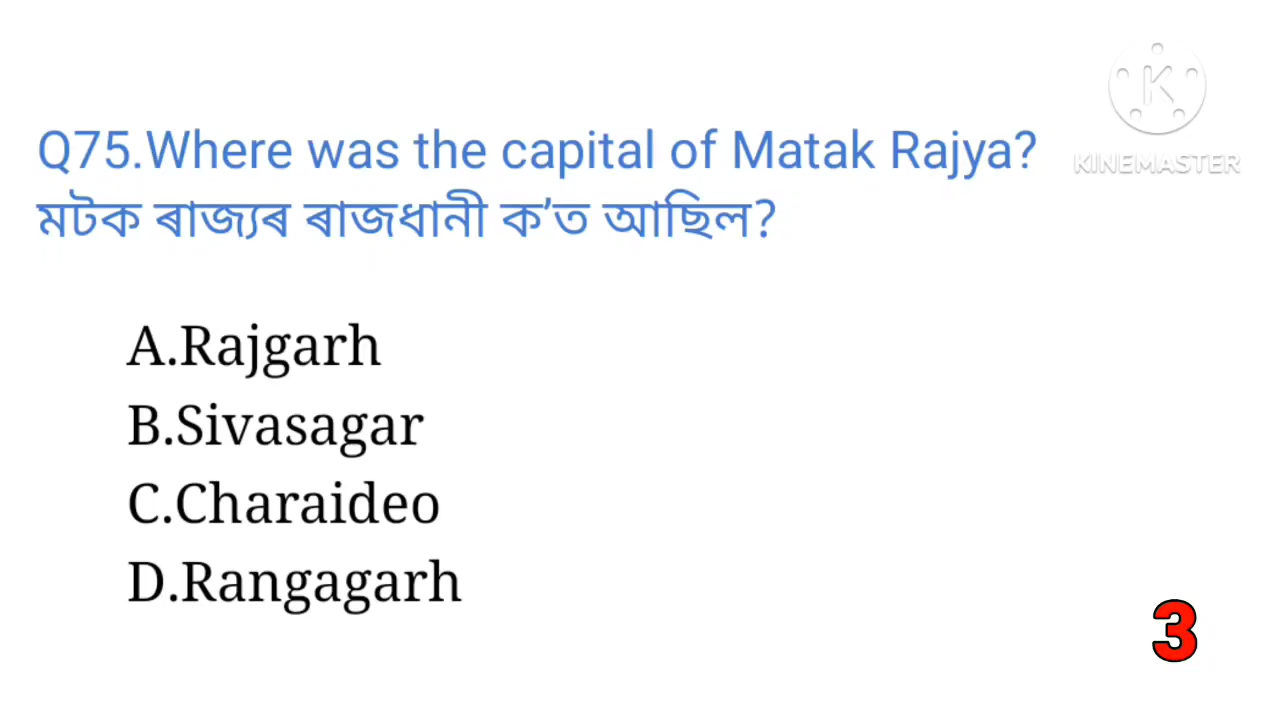 K
KINEMASTER
Q75.Where was the capital of Matak Rajya?
মটক ৰাজ্যৰ ৰাজধানী ক’ত আছিল?
A.Rajgarh
B.Sivasagar
C.Charaideo
D.Rangagarh
3